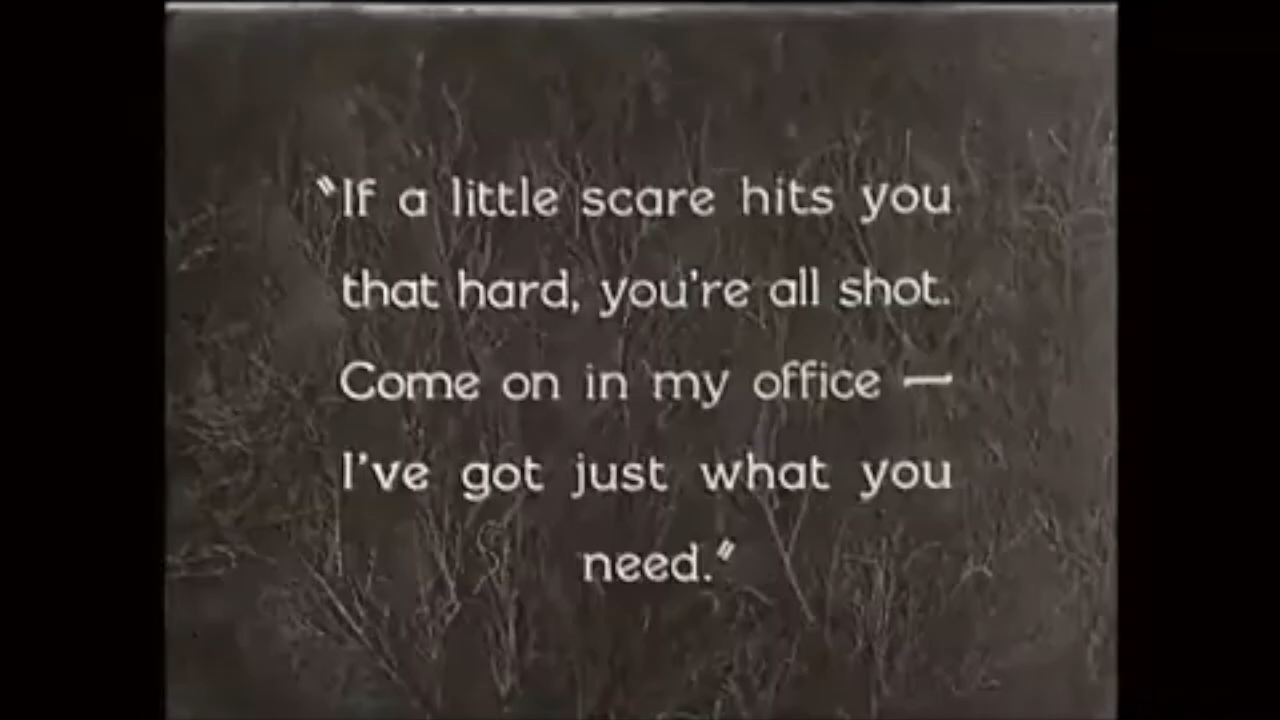 "If a little scare hits you
that hard, you're all shot.
Come on in my office —
I've got just what you
need."